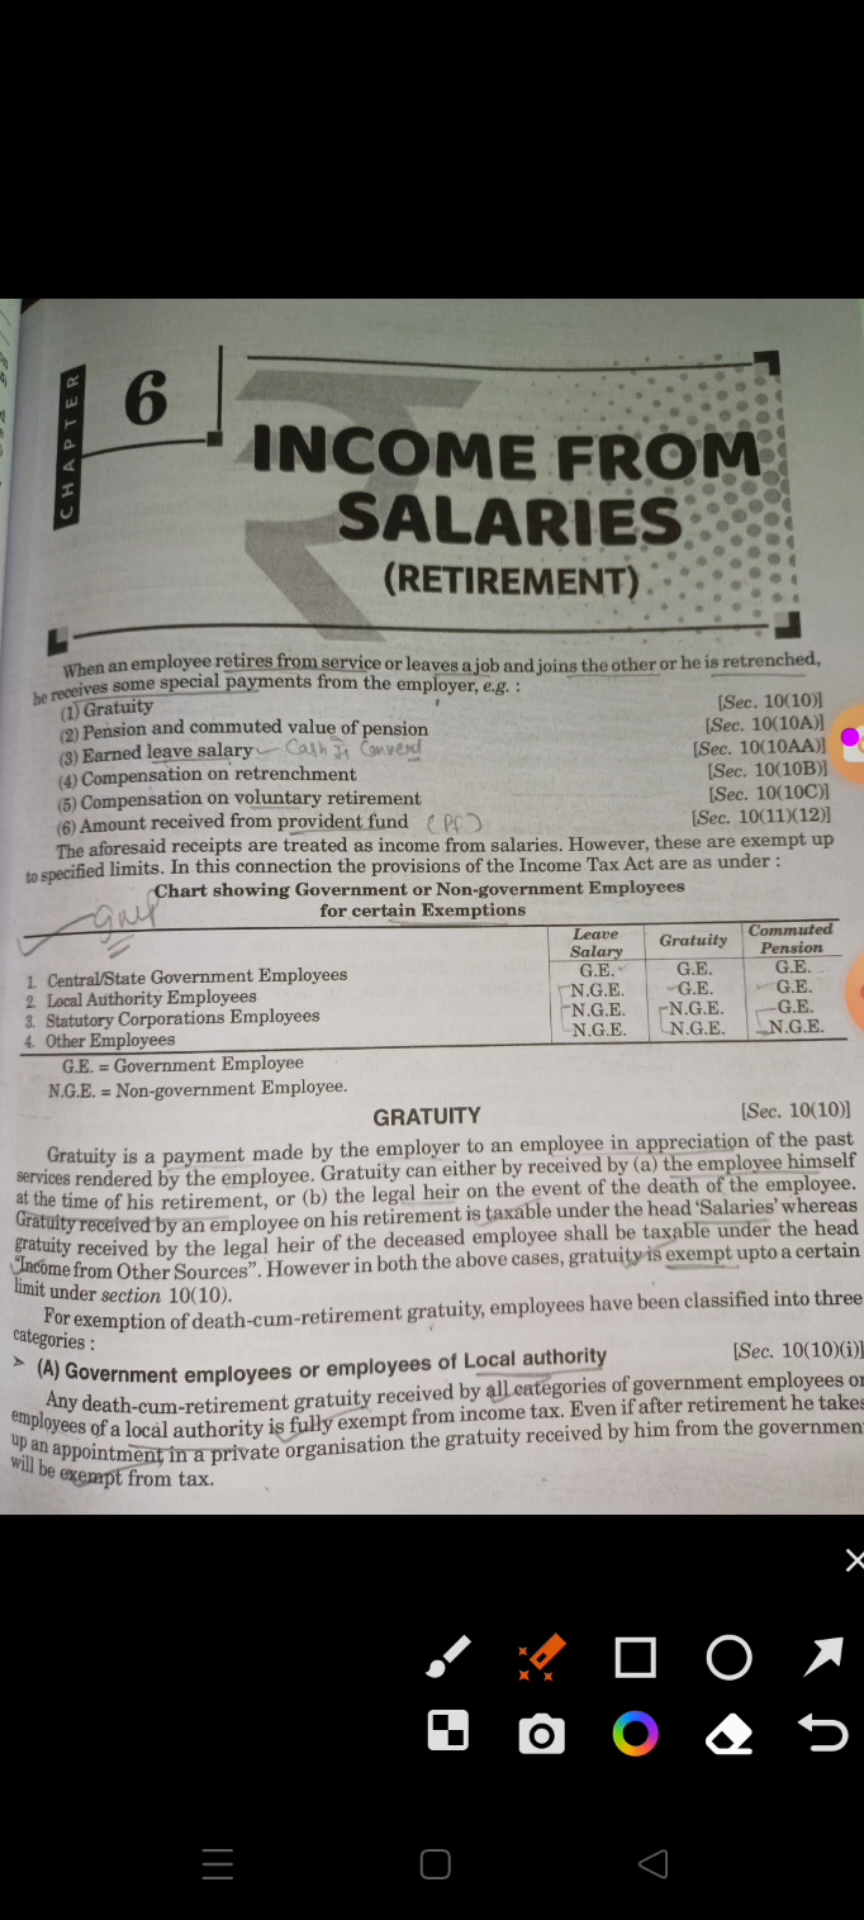 CHAPTER
6
INCOME FROM
SALARIES
(RETIREMENT)
When an employee retires from service or leaves a job and joins the other or he is retrenched,
he receives some special payments from the employer, e.g. :
(1) Gratuity [Sec. 10(10)]
(2) Pension and commuted value of pension [Sec. 10(10A)]
(3) Earned leave salary - Cash [Sec. 10(10AA)]
(4) Compensation on retrenchment [Sec. 10(10B)]
(5) Compensation on voluntary retirement [Sec. 10(10C)]
(6) Amount received from provident fund (Pf) [Sec. 10(11)(12)]
The aforesaid receipts are treated as income from salaries. However, these are exempt up
to specified limits. In this connection the provisions of the Income Tax Act are as under :
Chart showing Government or Non-government Employees
for certain Exemptions
Leave Salary Gratuity Commuted Pension
1. Central/State Government Employees G.E. G.E. G.E.
2. Local Authority Employees N.G.E. G.E. G.E.
3. Statutory Corporations Employees N.G.E. N.G.E. G.E.
4. Other Employees N.G.E. N.G.E. N.G.E.
G.E. = Government Employee
N.G.E. = Non-government Employee.
GRATUITY [Sec. 10(10)]
Gratuity is a payment made by the employer to an employee in appreciation of the past
services rendered by the employee. Gratuity can either by received by (a) the employee himself
at the time of his retirement, or (b) the legal heir on the event of the death of the employee.
Gratuity received by an employee on his retirement is taxable under the head 'Salaries' whereas
gratuity received by the legal heir of the deceased employee shall be taxable under the head
"Income from Other Sources". However in both the above cases, gratuity is exempt upto a certain
limit under section 10(10).
For exemption of death-cum-retirement gratuity, employees have been classified into three
categories :
➤ (A) Government employees or employees of Local authority [Sec. 10(10)(i)]
Any death-cum-retirement gratuity received by all categories of government employees or
employees of a local authority is fully exempt from income tax. Even if after retirement he takes
up an appointment in a private organisation the gratuity received by him from the governmen
will be exempt from tax.